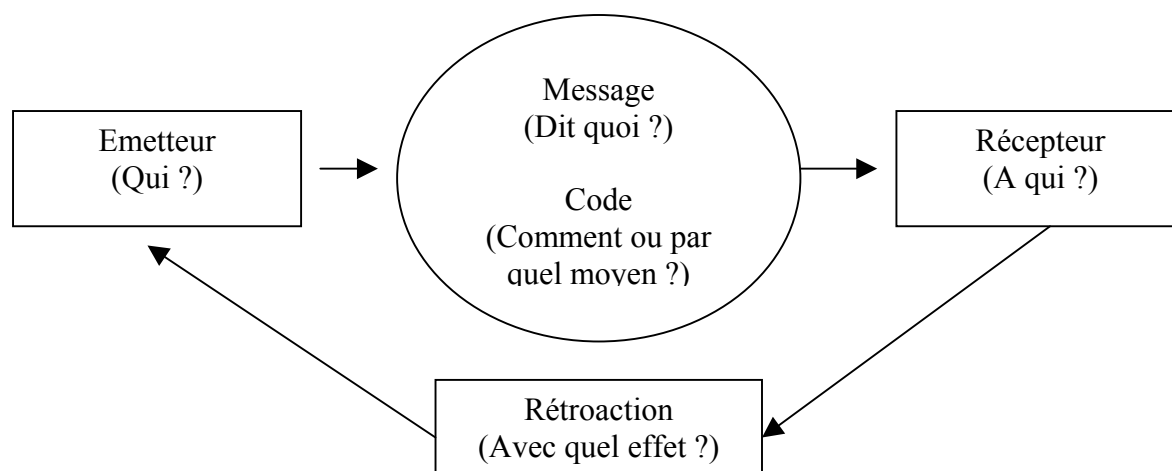 Emetteur
(Qui ?)
Message
(Dit quoi ?)
Code
(Comment ou par
quel moyen ?)
Récepteur
(A qui ?)
Rétroaction
(Avec quel effet ?)